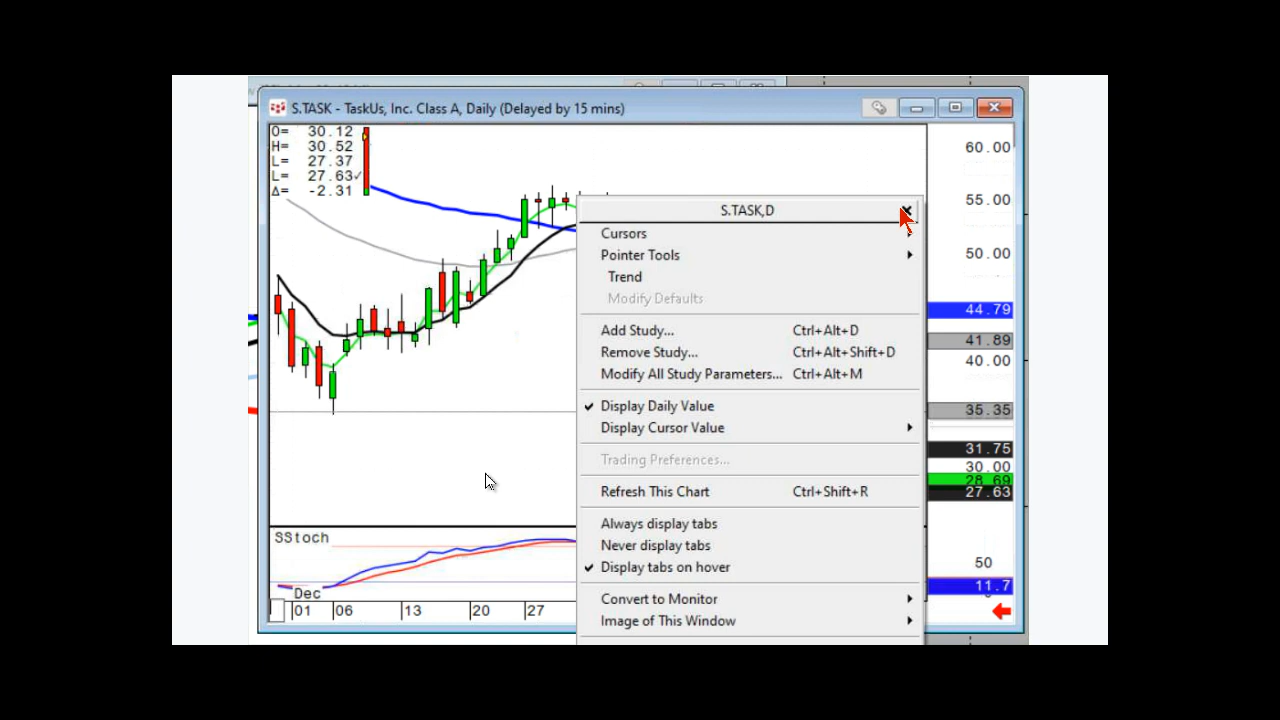 S.TASK - TaskUs, Inc. Class A, Daily (Delayed by 15 mins)
O= 30.12
H= 30.52
L= 27.37
L= 27.63✓
Δ= -2.31
60.00
55.00
50.00
44.79
41.89
40.00
35.35
31.75
30.00
28.69
27.63
50
11.7
S.TASK,D
Cursors
Pointer Tools
Trend
Modify Defaults
Add Study... Ctrl+Alt+D
Remove Study... Ctrl+Alt+Shift+D
Modify All Study Parameters... Ctrl+Alt+M
✓ Display Daily Value
Display Cursor Value
Trading Preferences...
Refresh This Chart Ctrl+Shift+R
Always display tabs
Never display tabs
✓ Display tabs on hover
Convert to Monitor
Image of This Window
SStoch
Dec
01 06 13 20 27